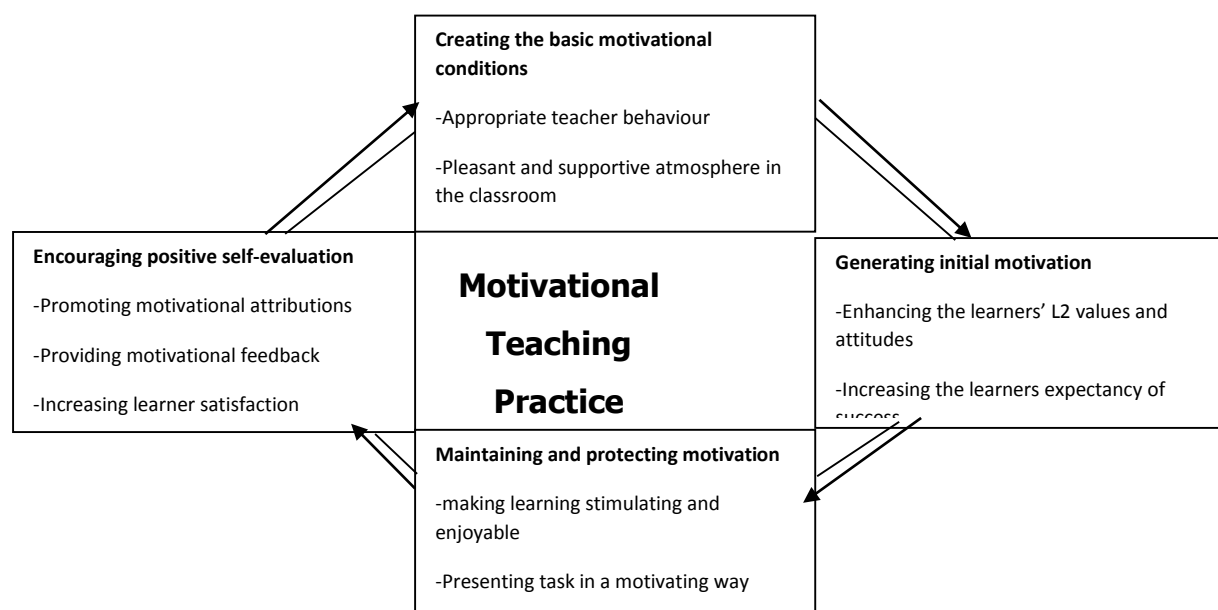 Creating the basic motivational
conditions
-Appropriate teacher behaviour
-Pleasant and supportive atmosphere in
the classroom
Encouraging positive self-evaluation
-Promoting motivational attributions
-Providing motivational feedback
-Increasing learner satisfaction
Motivational
Teaching
Practice
Generating initial motivation
-Enhancing the learners’ L2 values and
attitudes
-Increasing the learners expectancy of
success
Maintaining and protecting motivation
-making learning stimulating and
enjoyable
-Presenting task in a motivating way